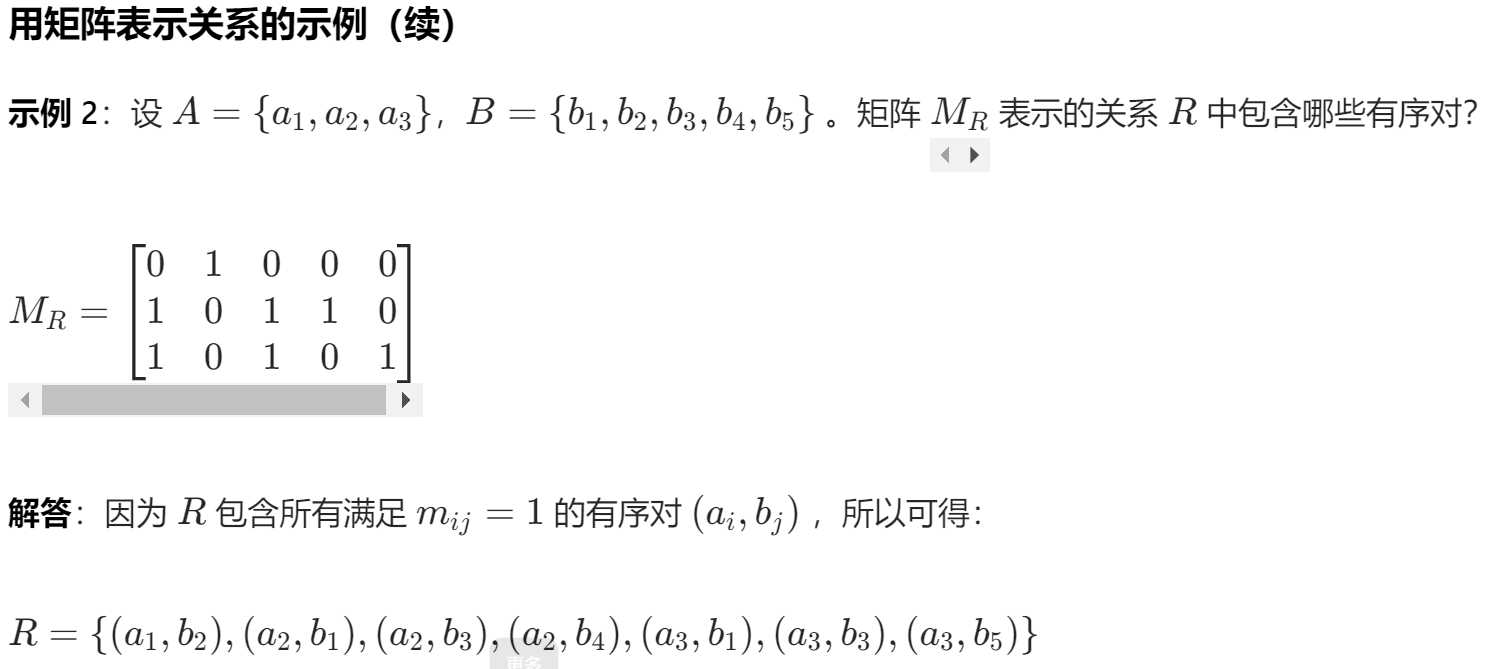 用矩阵表示关系的示例（续）
示例 2：设 A = {a₁, a₂, a₃}，B = {b₁, b₂, b₃, b₄, b₅} 。矩阵 M_R 表示的关系 R 中包含哪些有序对？
M_R = [0 1 0 0 0
1 0 1 1 0
1 0 1 0 1]
解答：因为 R 包含所有满足 m_{ij} = 1 的有序对 (a_i, b_j) ，所以可得：
R = {(a₁, b₂), (a₂, b₁), (a₂, b₃), (a₂, b₄), (a₃, b₁), (a₃, b₃), (a₃, b₅)}
更多